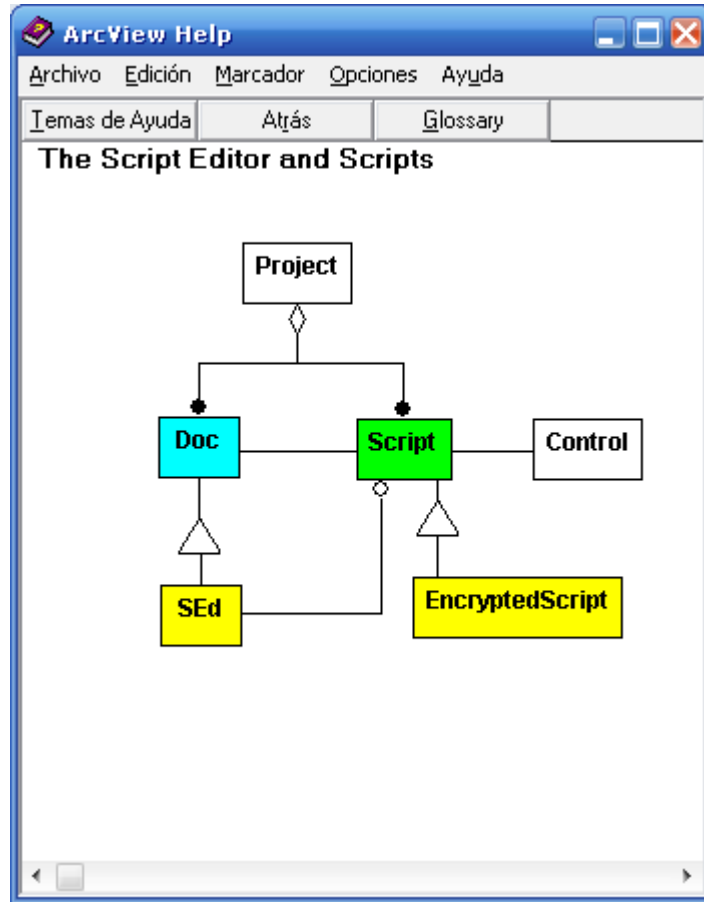 ArcView Help
Archivo Edición Marcador Opciones Ayuda
Temas de Ayuda Atrás Glossary
The Script Editor and Scripts
Project
Doc Script Control
SEd EncryptedScript